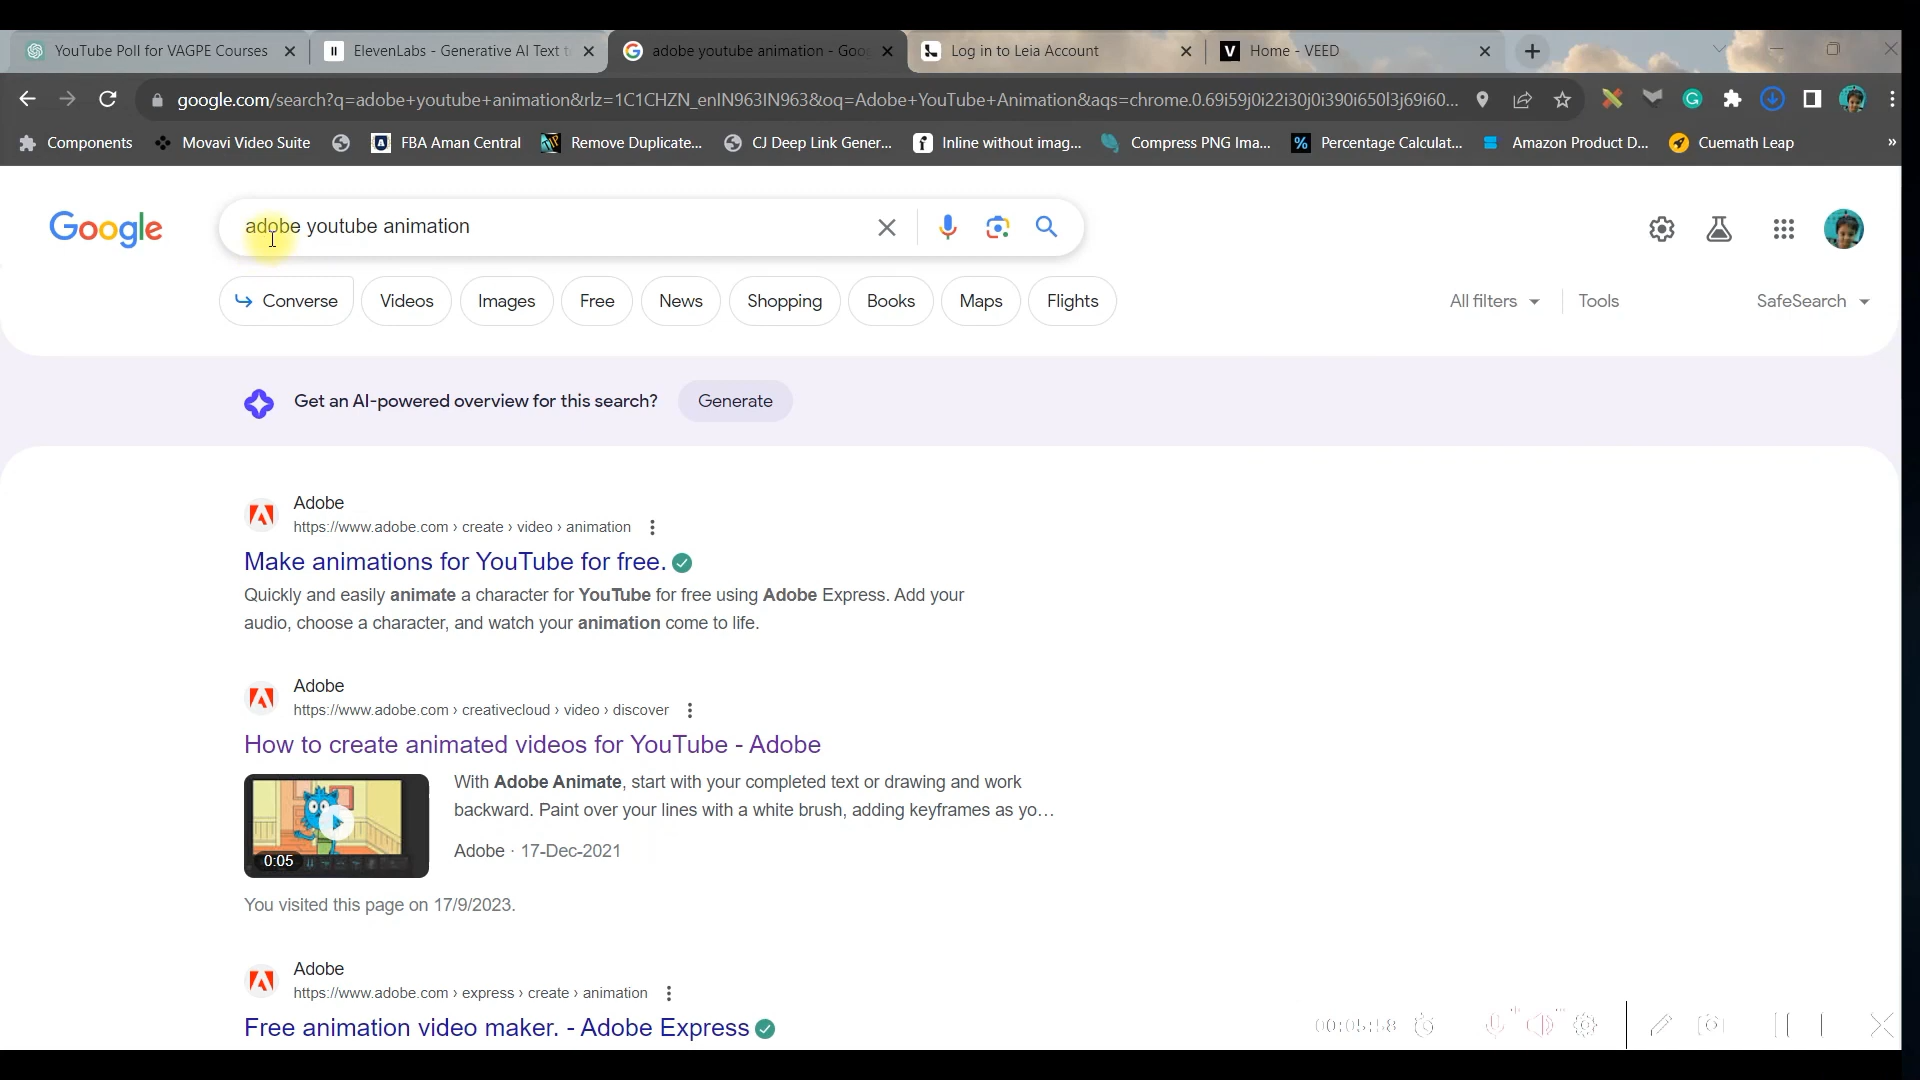 YouTube Poll for VAGPE Courses
ElevenLabs - Generative AI Text t
adobe youtube animation - Goo
Log in to Leia Account
Home - VEED
google.com/search?q=adobe+youtube+animation&rlz=1C1CHZN_enIN963IN963&oq=Adobe+YouTube+Animation&aqs=chrome.0.69i59j0i22i30j0i390i650l3j69i60...
Components
Movavi Video Suite
FBA Aman Central
Remove Duplicate...
CJ Deep Link Gener...
Inline without imag...
Compress PNG Ima...
Percentage Calculat...
Amazon Product D...
Cuemath Leap
»
Google
adobe youtube animation
Converse
Videos
Images
Free
News
Shopping
Books
Maps
Flights
All filters
Tools
SafeSearch
Get an AI-powered overview for this search?
Generate
Adobe
https://www.adobe.com › create › video › animation
Make animations for YouTube for free.
Quickly and easily animate a character for YouTube for free using Adobe Express. Add your
audio, choose a character, and watch your animation come to life.
Adobe
https://www.adobe.com › creativecloud › video › discover
How to create animated videos for YouTube - Adobe
With Adobe Animate, start with your completed text or drawing and work
backward. Paint over your lines with a white brush, adding keyframes as yo...
0:05
Adobe · 17-Dec-2021
You visited this page on 17/9/2023.
Adobe
https://www.adobe.com › express › create › animation
Free animation video maker. - Adobe Express
00:05:58